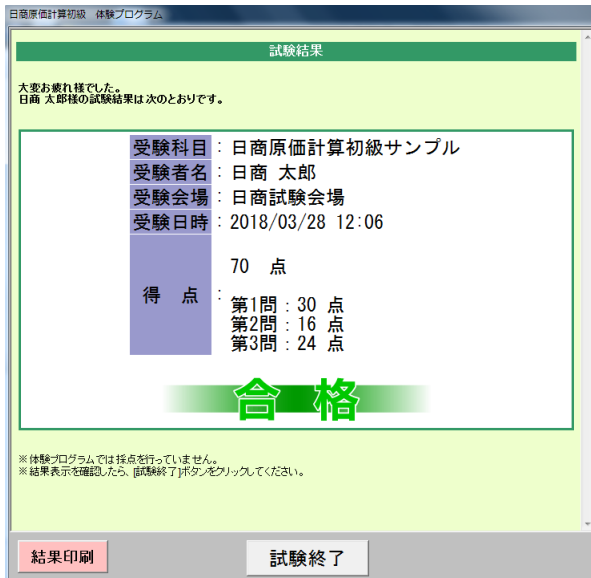 日商原価計算初級 体験プログラム
試験結果
大変お疲れ様でした。
日商 太郎様の試験結果は次のとおりです。
受験科目：日商原価計算初級サンプル
受験者名：日商 太郎
受験会場：日商試験会場
受験日時：2018/03/28 12:06
得 点：
70 点
第1問：30 点
第2問：16 点
第3問：24 点
合 格
※体験プログラムでは採点を行っていません。
※結果表示を確認したら、[試験終了]ボタンをクリックしてください。
結果印刷
試験終了